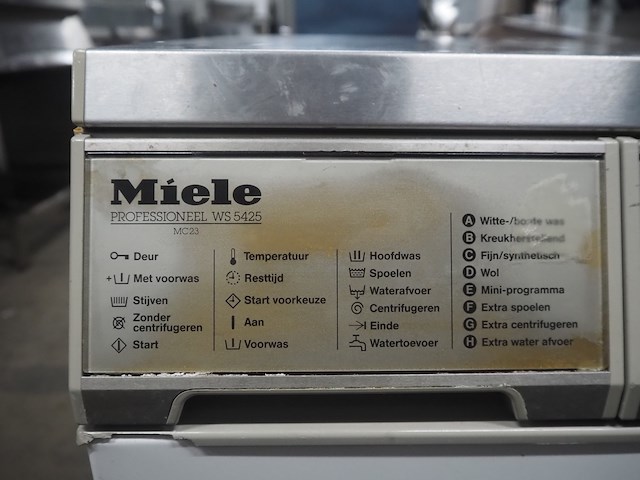 Miele
PROFESSIONEEL WS 5425
MC23
Deur
Met voorwas
Stijven
Zonder
centrifugeren
Start
Temperatuur
Resttijd
Start voorkeuze
Aan
Voorwas
Hoofdwas
Spoelen
Waterafvoer
Centrifugeren
Einde
Watertoevoer
A Witte-/bonte was
B Kreukherstellend
C Fijn/synthetisch
D Wol
E Mini-programma
F Extra spoelen
G Extra centrifugeren
H Extra water afvoer